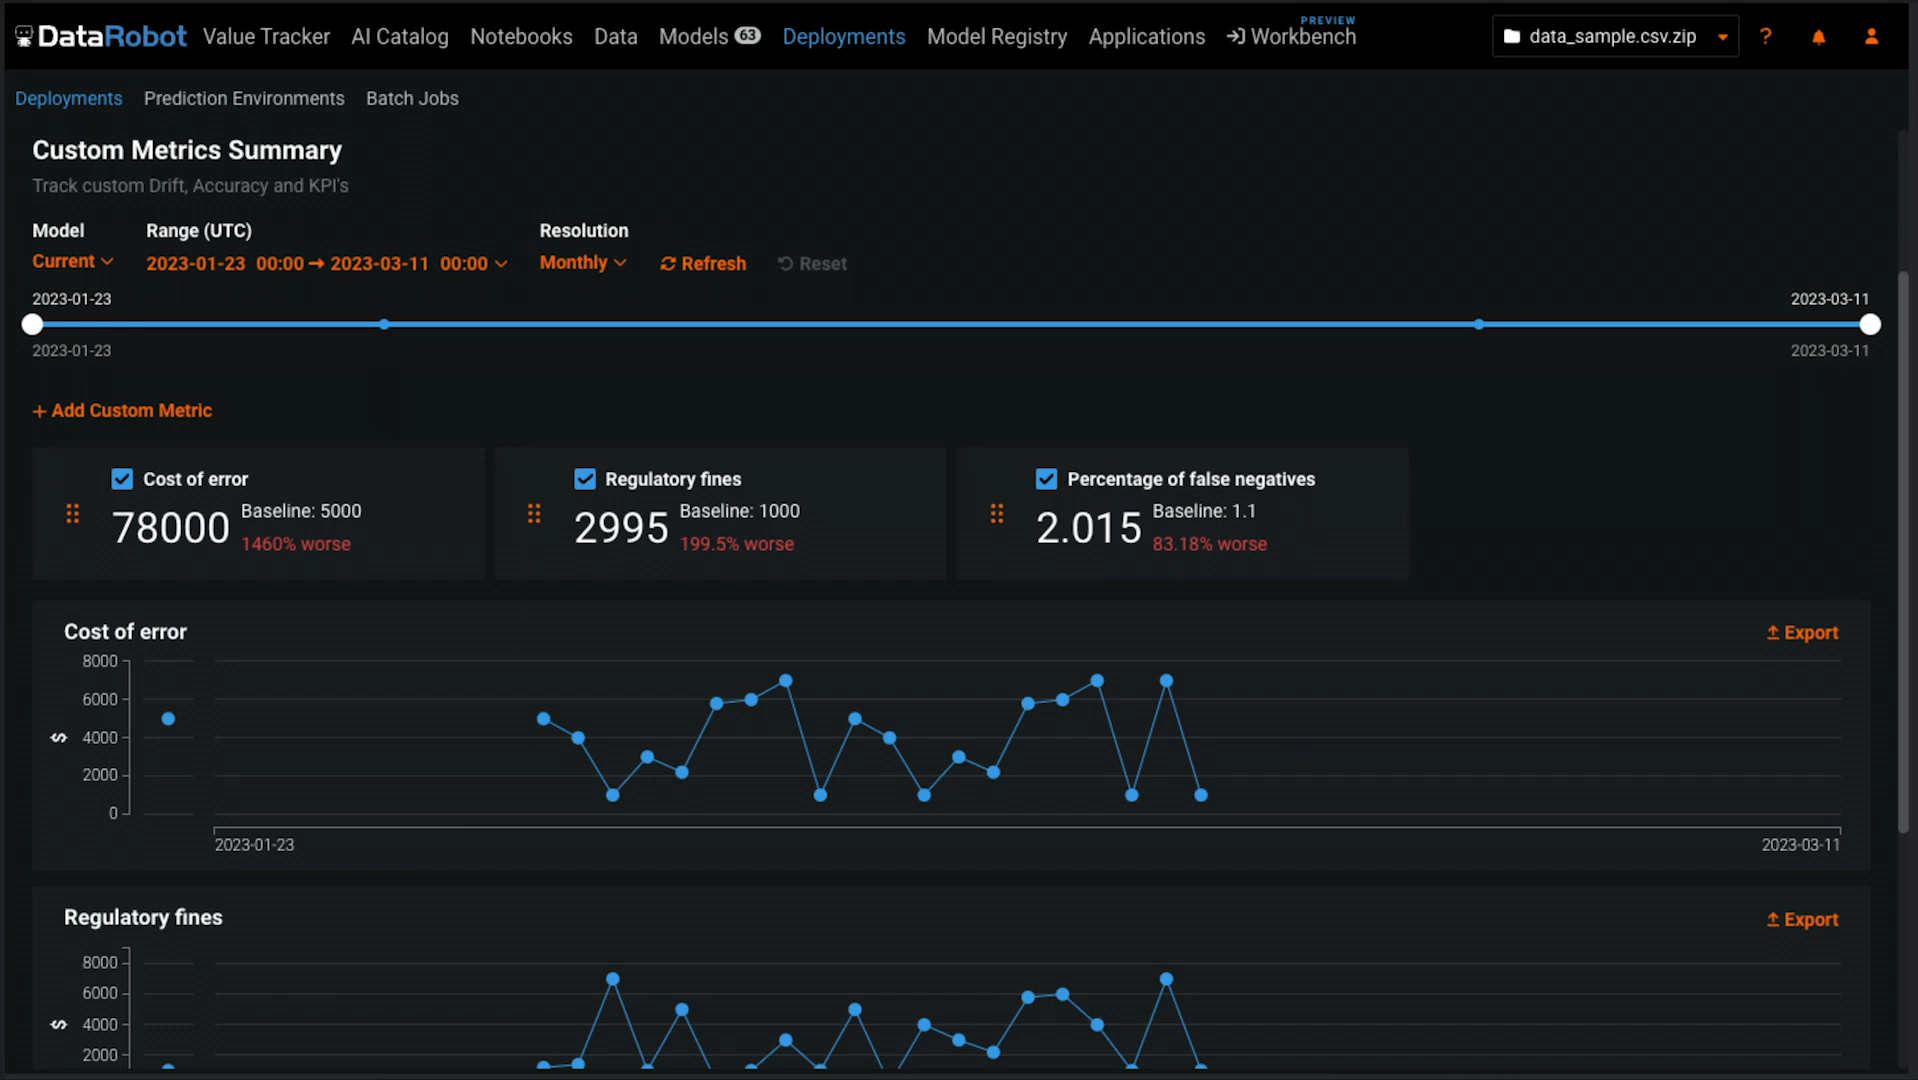 DataRobot Value Tracker AI Catalog Notebooks Data Models 63 Deployments Model Registry Applications Workbench PREVIEW data_sample.csv.zip ?
Deployments Prediction Environments Batch Jobs
Custom Metrics Summary
Track custom Drift, Accuracy and KPI's
Model Range (UTC) Resolution
Current 2023-01-23 00:00 → 2023-03-11 00:00 Monthly Refresh Reset
2023-01-23 2023-03-11
2023-01-23 2023-03-11
+ Add Custom Metric
Cost of error
78000
Baseline: 5000
1460% worse
Regulatory fines
2995
Baseline: 1000
199.5% worse
Percentage of false negatives
2.015
Baseline: 1.1
83.18% worse
Cost of error Export
8000
6000
$ 4000
2000
0
2023-01-23 2023-03-11
Regulatory fines Export
8000
6000
$ 4000
2000